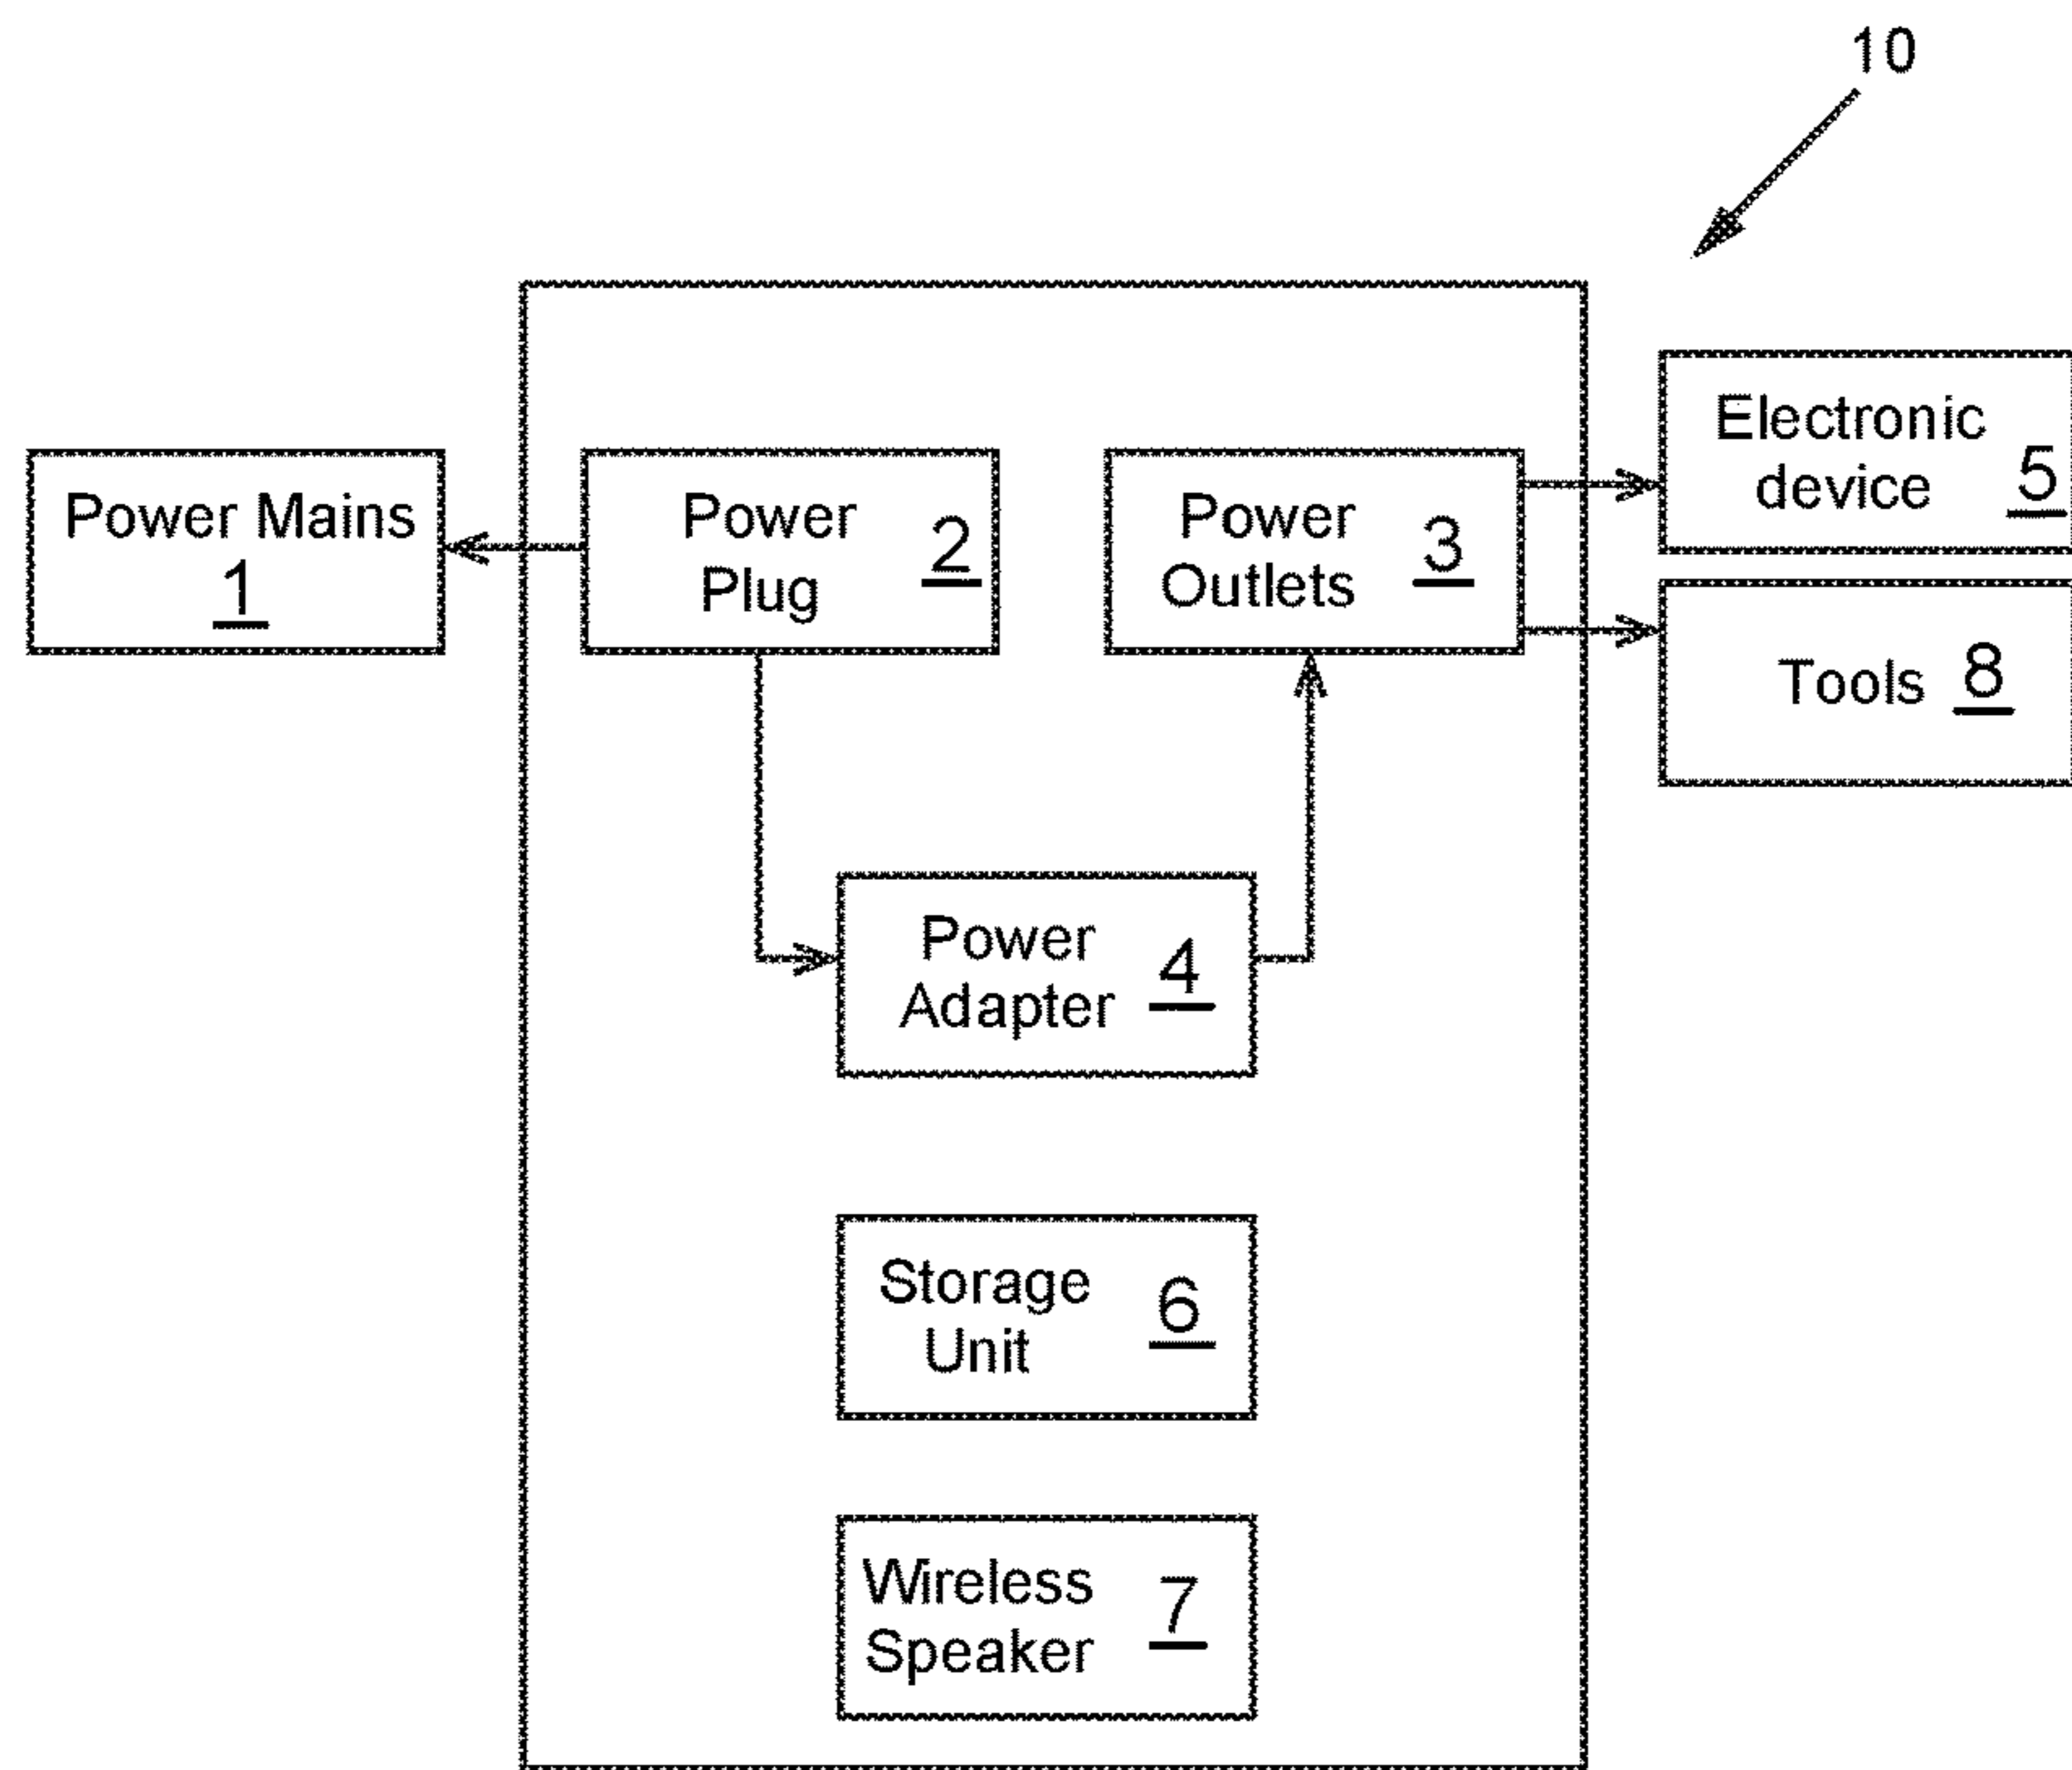 10
Power Mains
1
Power
Plug
2
Power
Outlets
3
Electronic
device
5
Tools 8
Power
Adapter
4
Storage
Unit
6
Wireless
Speaker
7